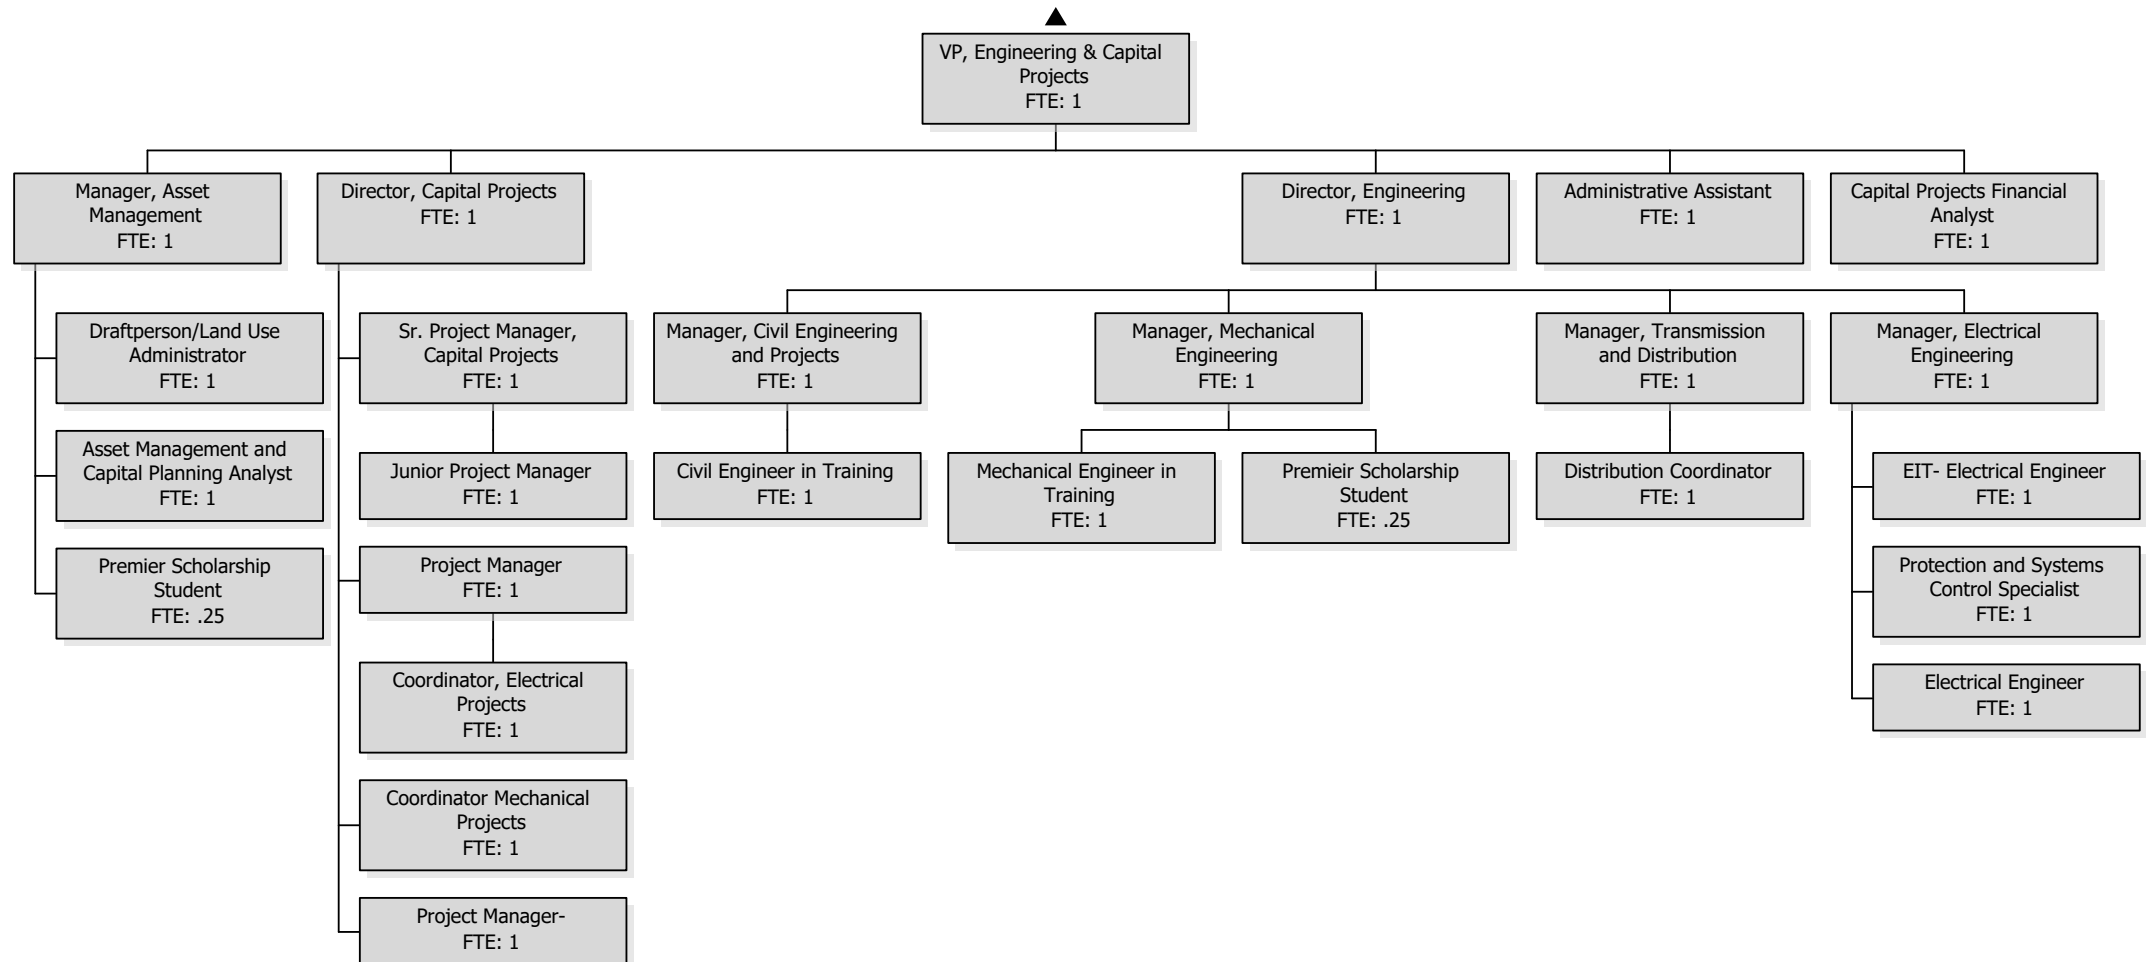 VP, Engineering & Capital
Projects
FTE: 1
Manager, Asset
Management
FTE: 1
Director, Capital Projects
FTE: 1
Director, Engineering
FTE: 1
Administrative Assistant
FTE: 1
Capital Projects Financial
Analyst
FTE: 1
Draftperson/Land Use
Administrator
FTE: 1
Sr. Project Manager,
Capital Projects
FTE: 1
Manager, Civil Engineering
and Projects
FTE: 1
Manager, Mechanical
Engineering
FTE: 1
Manager, Transmission
and Distribution
FTE: 1
Manager, Electrical
Engineering
FTE: 1
Asset Management and
Capital Planning Analyst
FTE: 1
Junior Project Manager
FTE: 1
Civil Engineer in Training
FTE: 1
Mechanical Engineer in
Training
FTE: 1
Premieir Scholarship
Student
FTE: .25
Distribution Coordinator
FTE: 1
EIT- Electrical Engineer
FTE: 1
Premier Scholarship
Student
FTE: .25
Project Manager
FTE: 1
Protection and Systems
Control Specialist
FTE: 1
Coordinator, Electrical
Projects
FTE: 1
Electrical Engineer
FTE: 1
Coordinator Mechanical
Projects
FTE: 1
Project Manager-
FTE: 1